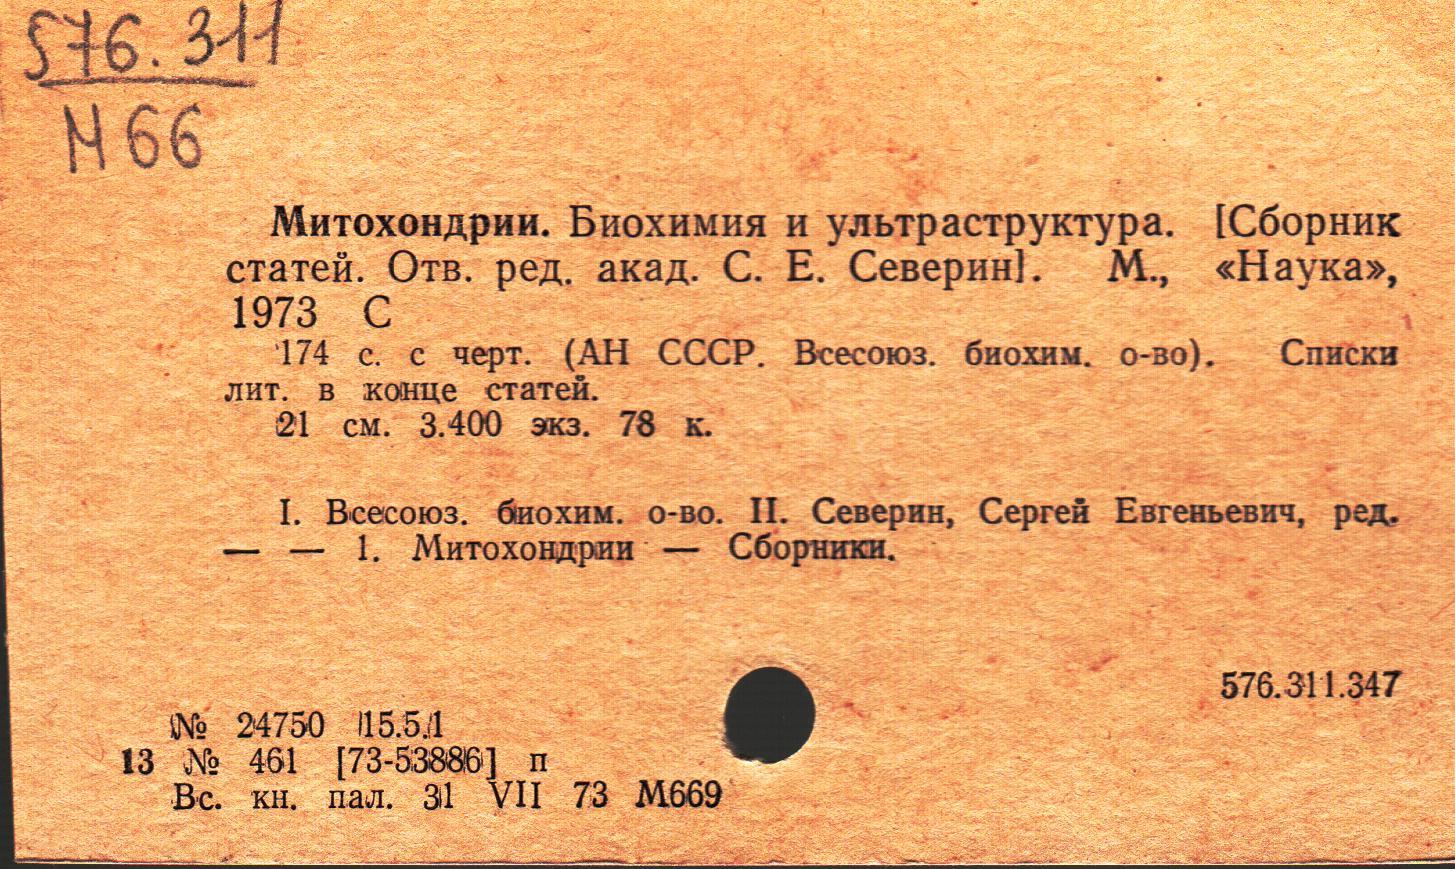 576.311
М66
Митохондрии. Биохимия и ультраструктура. [Сборник
статей. Отв. ред. акад. С. Е. Северин]. М., «Наука»,
1973 С
174 с. с черт. (АН СССР. Всесоюз. биохим. о-во). Списки
лит. в конце статей.
21 см. 3.400 экз. 78 к.
I. Всесоюз. биохим. о-во. II. Северин, Сергей Евгеньевич, ред.
— — 1. Митохондрии — Сборники.
576.311.347
№ 24750 15.5.1
13 № 461 [73-53886] п
Вс. кн. пал. 31 VII 73 М669